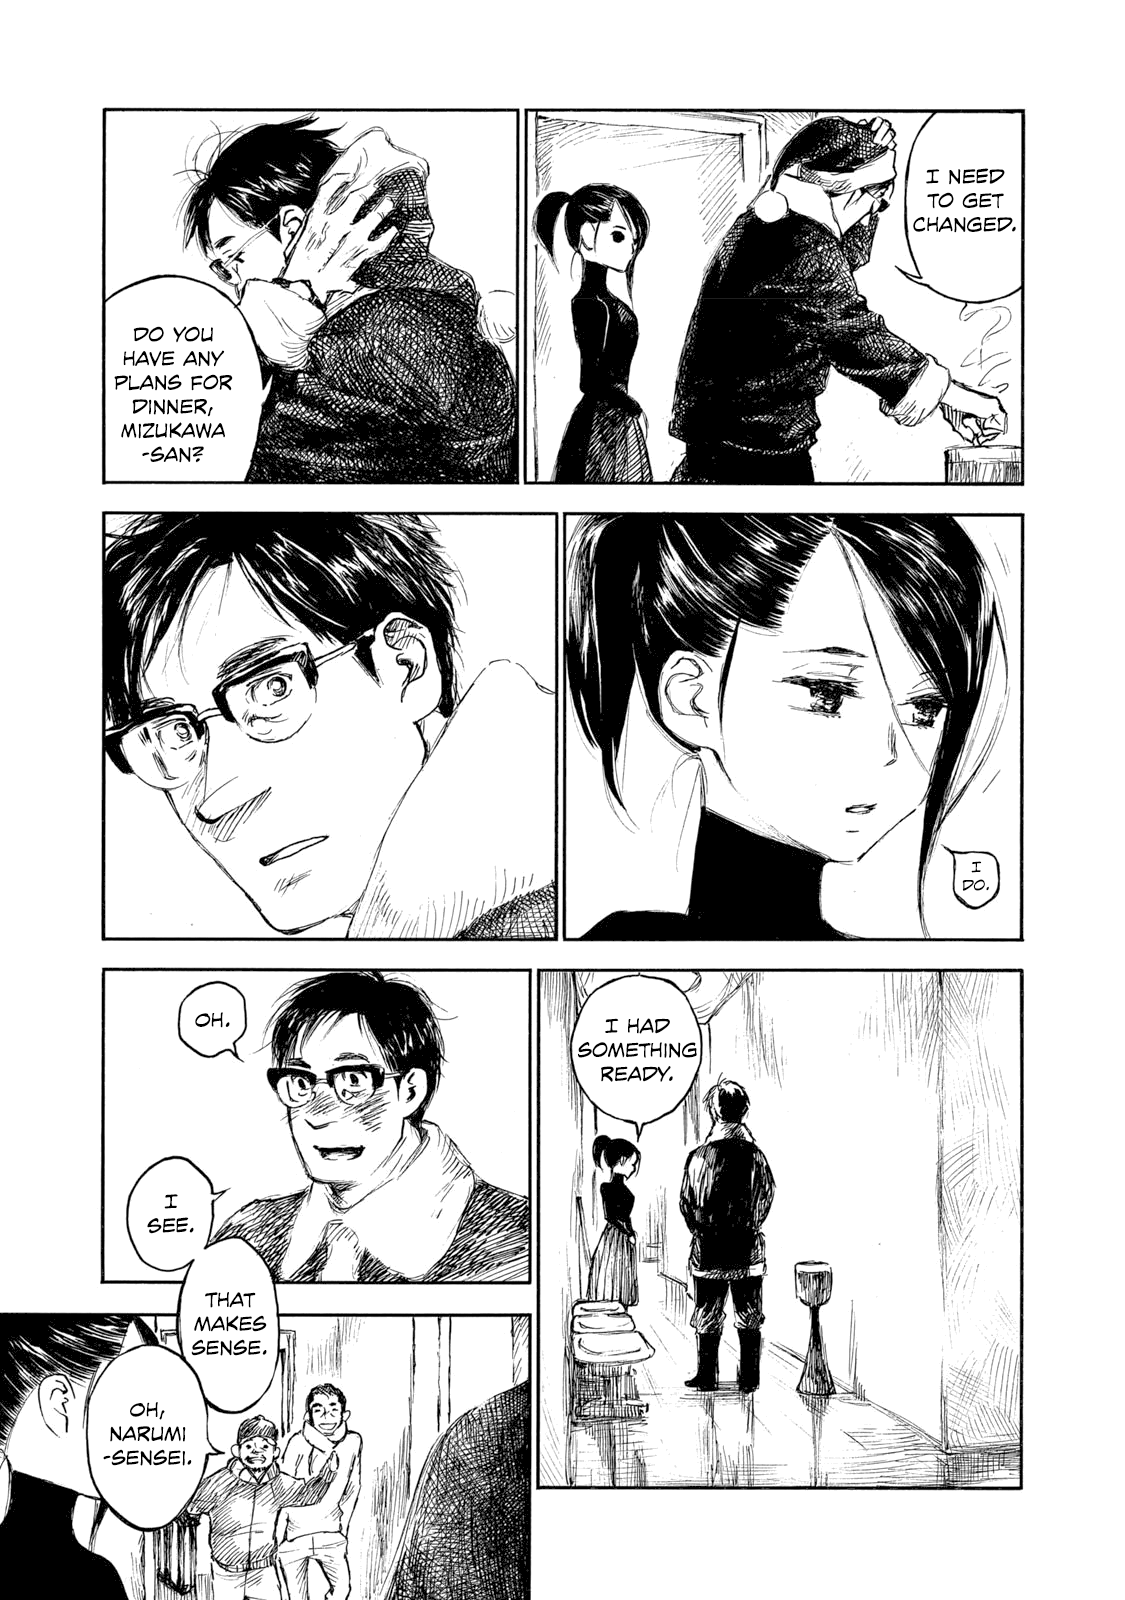 I NEED
TO GET
CHANGED.
DO YOU
HAVE ANY
PLANS FOR
DINNER,
MIZUKAWA
-SAN?
I
DO.
I HAD
SOMETHING
READY.
OH.
I
SEE.
THAT
MAKES
SENSE.
OH,
NARUMI
-SENSEI.